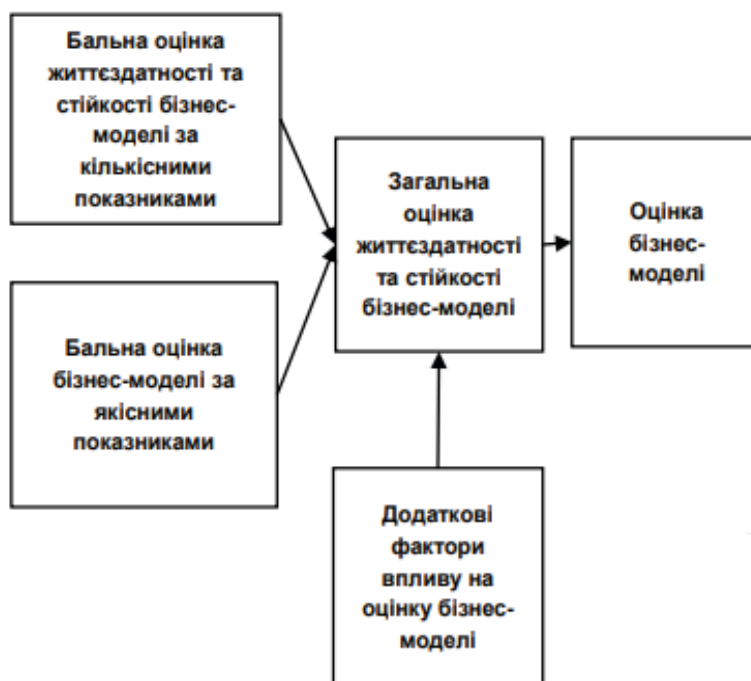 Бальна оцінка
життєздатності та
стійкості бізнес-
моделі за
кількісними
показниками
Загальна
оцінка
життєздатності
та стійкості
бізнес-моделі
Оцінка
бізнес-
моделі
Бальна оцінка
бізнес-моделі за
якісними
показниками
Додаткові
фактори
впливу на
оцінку бізнес-
моделі